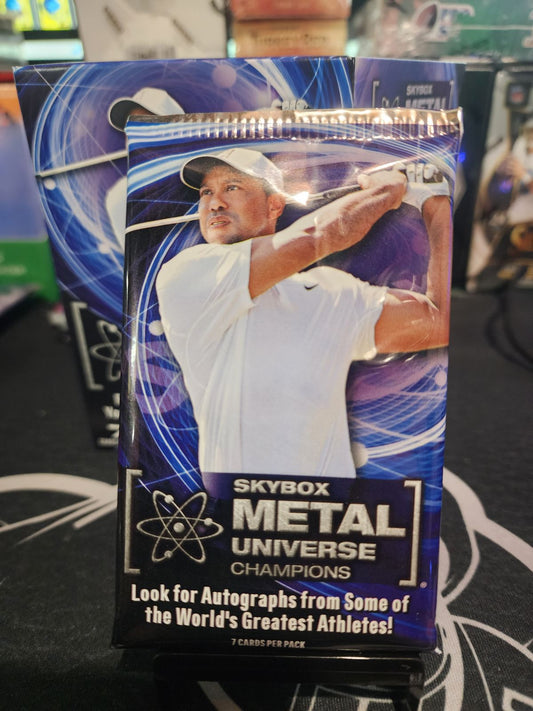 SKYBOX
METAL
SKYBOX
METAL
UNIVERSE
CHAMPIONS
Look for Autographs from Some of
the World's Greatest Athletes!
7 CARDS PER PACK